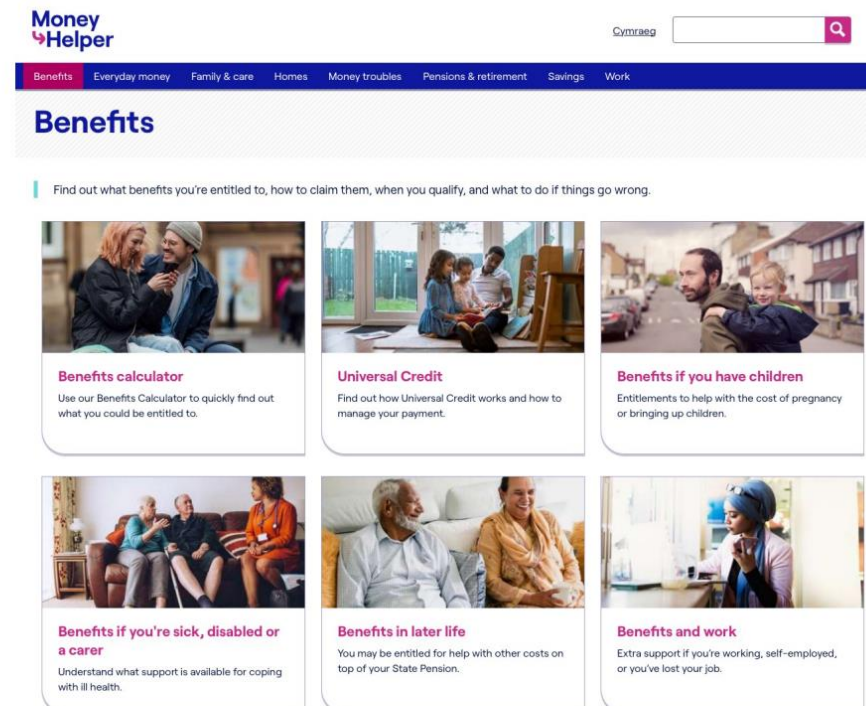 Money
Helper
Cymraeg
Benefits Everyday money Family & care Homes Money troubles Pensions & retirement Savings Work
Benefits
Find out what benefits you're entitled to, how to claim them, when you qualify, and what to do if things go wrong.
Benefits calculator
Use our Benefits Calculator to quickly find out
what you could be entitled to.
Universal Credit
Find out how Universal Credit works and how to
manage your payment.
Benefits if you have children
Entitlements to help with the cost of pregnancy
or bringing up children.
Benefits if you're sick, disabled or
a carer
Understand what support is available for coping
with ill health.
Benefits in later life
You may be entitled for help with other costs on
top of your State Pension.
Benefits and work
Extra support if you're working, self-employed,
or you've lost your job.